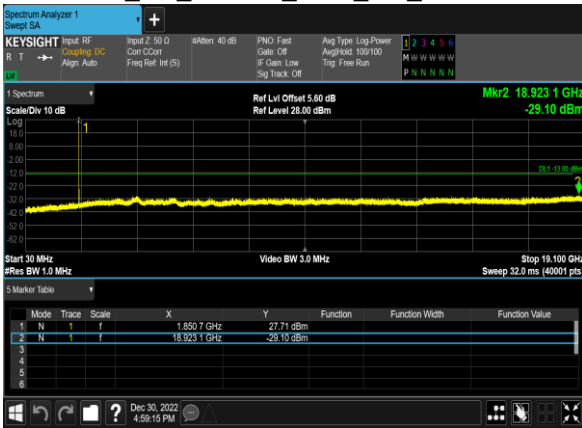 Spectrum Analyzer 1
Swept SA
+
KEYSIGHT Input: RF Input Z: 50 Ω #Atten: 40 dB PNO: Fast Avg Type: Log-Power 1 2 3 4 5 6
R T Coupling: DC Corr CCorr Gate: Off Avg|Hold: 100/100 M W W W W W
Align: Auto Freq Ref: Int (S) IF Gain: Low Trig: Free Run
Sig Track: Off P N N N N N
LU
1 Spectrum Ref Lvl Offset 5.60 dB Mkr2 18.923 1 GHz
Scale/Div 10 dB Ref Level 28.00 dBm -29.10 dBm
Log
18.0
8.00
-2.00
-12.0
-22.0
-32.0
-42.0
-52.0
-62.0
1
DL1 -13.00 dBm
2
Start 30 MHz Video BW 3.0 MHz Stop 19.100 GHz
#Res BW 1.0 MHz Sweep 32.0 ms (40001 pts
5 Marker Table
Mode Trace Scale X Y Function Function Width Function Value
1 N 1 f 1.850 7 GHz 27.71 dBm
2 N 1 f 18.923 1 GHz -29.10 dBm
3
4
5
6
? Dec 30, 2022
4:59:15 PM